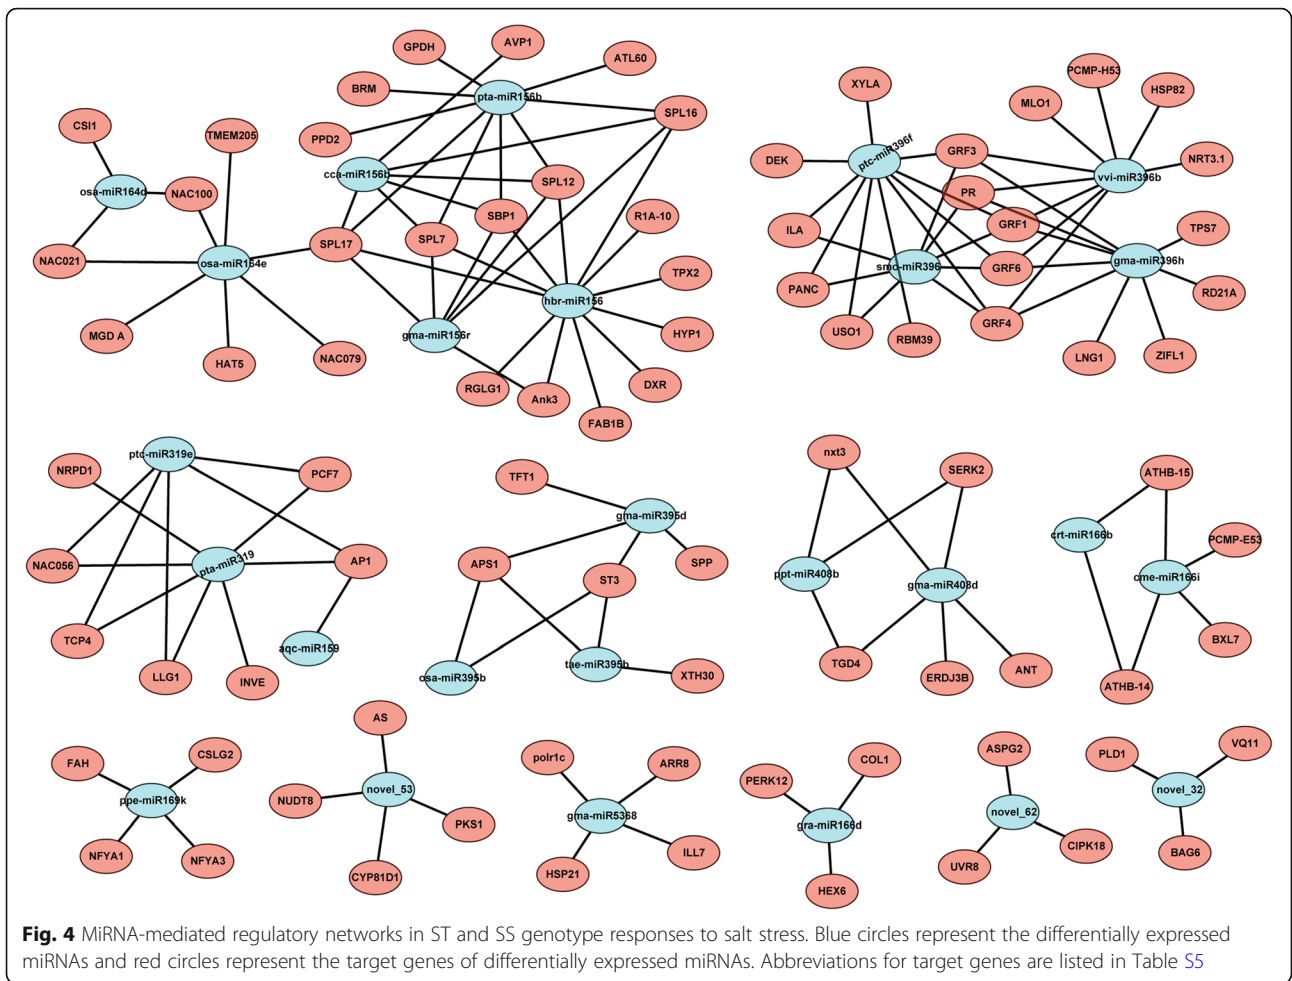 GPDH
AVP1
ATL60
BRM
pta-miR156b
SPL16
PPD2
CSI1
TMEM205
cca-miR156b
SPL12
osa-miR164d
NAC100
SBP1
R1A-10
SPL17
SPL7
NAC021
osa-miR164e
TPX2
hbr-miR156
MGD A
gma-miR156r
HYP1
HAT5
NAC079
RGLG1
Ank3
DXR
FAB1B
XYLA
PCMP-H53
MLO1
HSP82
DEK
ptc-miR396f
GRF3
NRT3.1
vvi-miR396b
PR
ILA
GRF1
TPS7
smo-miR396
GRF6
gma-miR396h
PANC
RD21A
USO1
RBM39
GRF4
LNG1
ZIFL1
ptc-miR319e
NRPD1
PCF7
NAC056
pta-miR319
AP1
TCP4
aqc-miR159
LLG1
INVE
TFT1
gma-miR395d
APS1
ST3
SPP
osa-miR395b
tae-miR395b
XTH30
nxt3
SERK2
ppt-miR408b
gma-miR408d
TGD4
ERDJ3B
ANT
ATHB-15
crt-miR166b
PCMP-E53
cme-miR166i
BXL7
ATHB-14
FAH
CSLG2
ppe-miR169k
NFYA1
NFYA3
AS
novel_53
NUDT8
PKS1
CYP81D1
polr1c
ARR8
gma-miR5368
HSP21
ILL7
PERK12
COL1
gra-miR166d
HEX6
ASPG2
novel_62
UVR8
CIPK18
PLD1
VQ11
novel_32
BAG6
Fig. 4 MiRNA-mediated regulatory networks in ST and SS genotype responses to salt stress. Blue circles represent the differentially expressed
miRNAs and red circles represent the target genes of differentially expressed miRNAs. Abbreviations for target genes are listed in Table S5